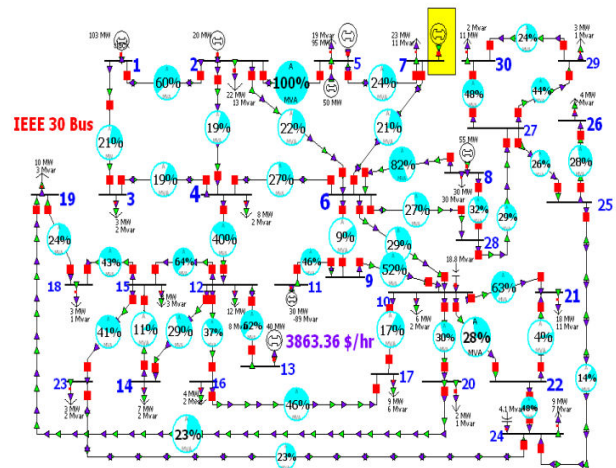 103 MW
20 MW
19 Mvar
95 MW
50 MW
23 MW
11 Mvar
2 Mvar
11 MW
3 MW
1 Mvar
1
2
5
7
30
29
A
60%
MVA
22 MW
13 Mvar
A
100%
MVA
24%
24%
48%
44%
27
4 MW
2 Mvar
26
IEEE 30 Bus
21%
19%
22%
21%
82%
55 MW
8
30 MW
30 Mvar
26%
28%
25
10 MW
3 Mvar
19
3
19%
4
27%
6
27%
32%
28
29%
3 MW
2 Mvar
8 MW
2 Mvar
24%
40%
9%
29%
52%
18.8 Mvar
43%
64%
46%
18
15
12
11
9
10
63%
21
3 MW
1 Mvar
MW
3 Mvar
12 MW
8 Mvar
30 MW
-89 Mvar
6 MW
2 Mvar
18 MW
11 Mvar
41%
11%
29%
37%
62%
40 MW
3863.36 $/hr
17%
30%
A
28%
MVA
4%
13
17
23
14
16
20
22
14%
3 MW
2 Mvar
7 MW
2 Mvar
4 MW
2 Mvar
46%
9 MW
6 Mvar
2 MW
1 Mvar
48%
4.1 Mvar
9 MW
7 Mvar
23%
24
23%